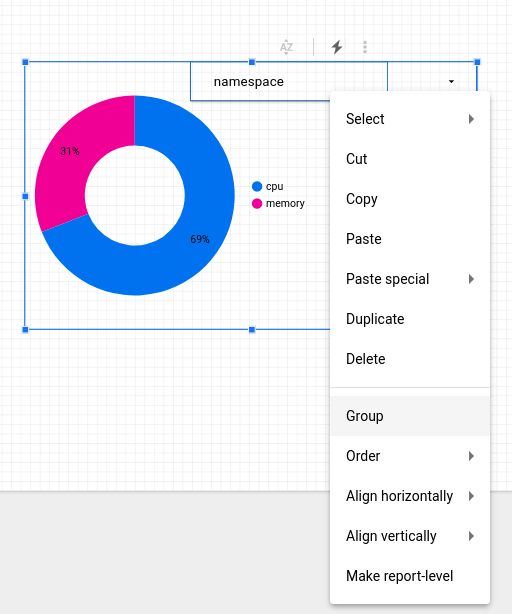 AZ
namespace
31%
69%
cpu
memory
Select
Cut
Copy
Paste
Paste special
Duplicate
Delete
Group
Order
Align horizontally
Align vertically
Make report-level